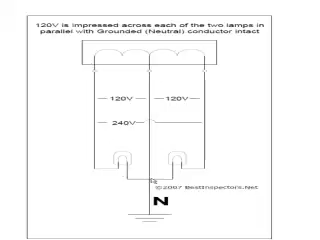 120V is impressed across each of the two lamps in
parallel with Grounded (Neutral) conductor intact
120V 120V
240V
©2007 BestInspectors.Net
N